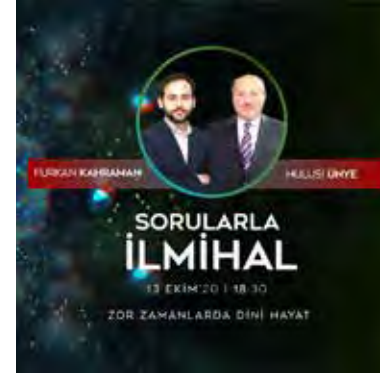 FURKAN KAHRAMAN
HULUSİ ÜNYE
SORULARLA
İLMİHAL
13 EKİM'20 | 18:30
ZOR ZAMANLARDA DİNİ HAYAT